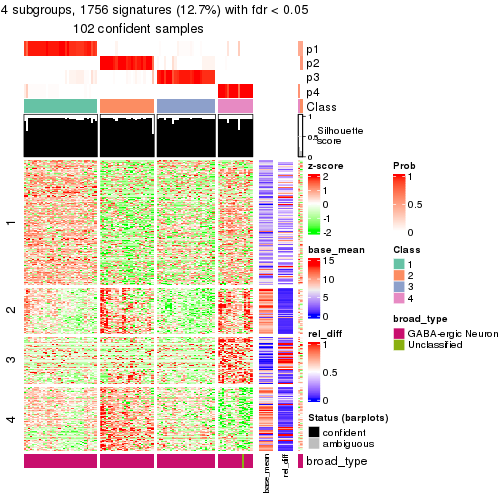 4 subgroups, 1756 signatures (12.7%) with fdr < 0.05
102 confident samples
p1
p2
p3
p4
Class
1
0.5
0
Silhouette
score
1
2
3
4
z-score
2
1
0
-1
-2
base_mean
15
10
5
0
rel_diff
1
0.5
0
Status (barplots)
confident
ambiguous
Prob
1
0.5
0
Class
1
2
3
4
broad_type
GABA-ergic Neuron
Unclassified
broad_type
base_mean
rel_diff